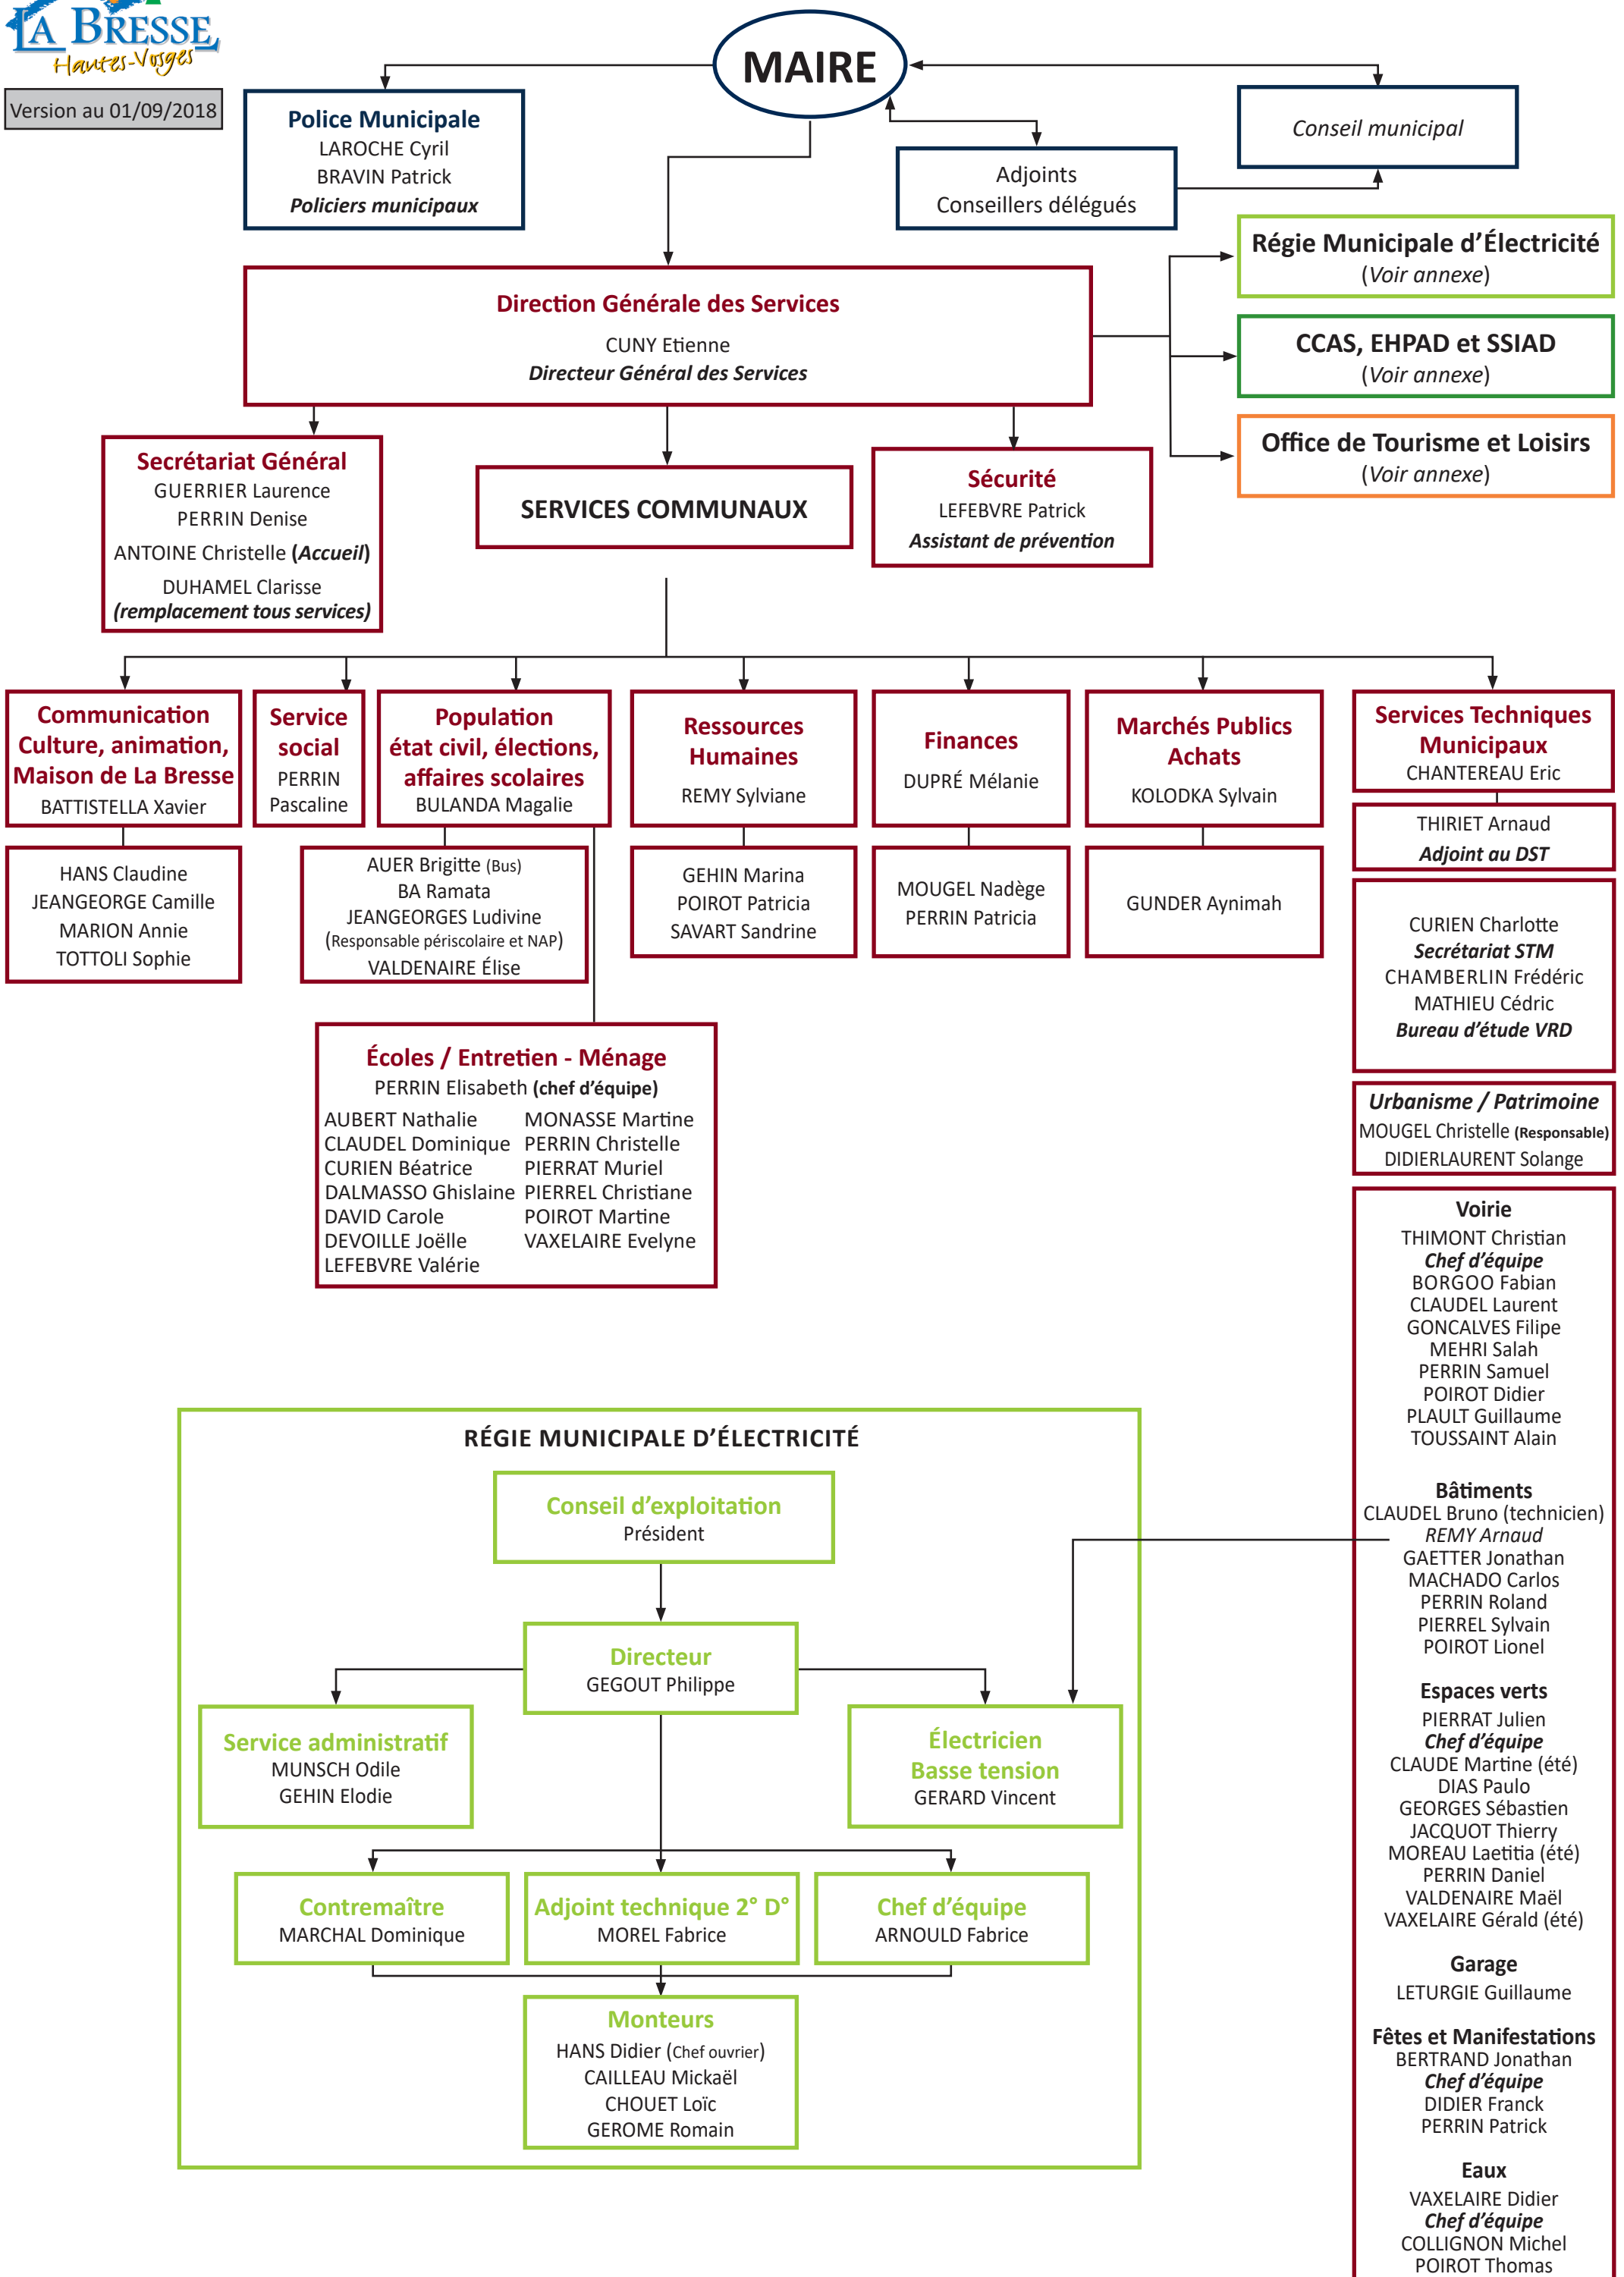 LA BRESSE
Hautes-Vosges
Version au 01/09/2018
MAIRE
Police Municipale
LAROCHE Cyril
BRAVIN Patrick
Policiers municipaux
Adjoints
Conseillers délégués
Conseil municipal
Direction Générale des Services
CUNY Etienne
Directeur Général des Services
Régie Municipale d'Électricité
(Voir annexe)
CCAS, EHPAD et SSIAD
(Voir annexe)
Office de Tourisme et Loisirs
(Voir annexe)
Secrétariat Général
GUERRIER Laurence
PERRIN Denise
ANTOINE Christelle (Accueil)
DUHAMEL Clarisse
(remplacement tous services)
SERVICES COMMUNAUX
Sécurité
LEFEBVRE Patrick
Assistant de prévention
Communication
Culture, animation,
Maison de La Bresse
BATTISTELLA Xavier
HANS Claudine
JEANGEORGE Camille
MARION Annie
TOTTOLI Sophie
Service
social
PERRIN
Pascaline
Population
état civil, élections,
affaires scolaires
BULANDA Magalie
AUER Brigitte (Bus)
BA Ramata
JEANGEORGES Ludivine
(Responsable périscolaire et NAP)
VALDENAIRE Élise
Ressources
Humaines
REMY Sylviane
GEHIN Marina
POIROT Patricia
SAVART Sandrine
Finances
DUPRÉ Mélanie
MOUGEL Nadège
PERRIN Patricia
Marchés Publics
Achats
KOLODKA Sylvain
GUNDER Aynimah
Services Techniques
Municipaux
CHANTEREAU Eric
THIRIET Arnaud
Adjoint au DST
CURIEN Charlotte
Secrétariat STM
CHAMBERLIN Frédéric
MATHIEU Cédric
Bureau d'étude VRD
Urbanisme / Patrimoine
MOUGEL Christelle (Responsable)
DIDIERLAURENT Solange
Écoles / Entretien - Ménage
PERRIN Elisabeth (chef d'équipe)
AUBERT Nathalie
CLAUDEL Dominique
CURIEN Béatrice
DALMASSO Ghislaine
DAVID Carole
DEVOILLE Joëlle
LEFEBVRE Valérie
MONASSE Martine
PERRIN Christelle
PIERRAT Muriel
PIERREL Christiane
POIROT Martine
VAXELAIRE Evelyne
Voirie
THIMONT Christian
Chef d'équipe
BORGOO Fabian
CLAUDEL Laurent
GONCALVES Filipe
MEHRI Salah
PERRIN Samuel
POIROT Didier
PLAULT Guillaume
TOUSSAINT Alain
Bâtiments
CLAUDEL Bruno (technicien)
REMY Arnaud
GAETTER Jonathan
MACHADO Carlos
PERRIN Roland
PIERREL Sylvain
POIROT Lionel
Espaces verts
PIERRAT Julien
Chef d'équipe
CLAUDE Martine (été)
DIAS Paulo
GEORGES Sébastien
JACQUOT Thierry
MOREAU Laetitia (été)
PERRIN Daniel
VALDENAIRE Maël
VAXELAIRE Gérald (été)
Garage
LETURGIE Guillaume
Fêtes et Manifestations
BERTRAND Jonathan
Chef d'équipe
DIDIER Franck
PERRIN Patrick
Eaux
VAXELAIRE Didier
Chef d'équipe
COLLIGNON Michel
POIROT Thomas
RÉGIE MUNICIPALE D'ÉLECTRICITÉ
Conseil d'exploitation
Président
Directeur
GEGOUT Philippe
Service administratif
MUNSCH Odile
GEHIN Elodie
Électricien
Basse tension
GERARD Vincent
Contremaître
MARCHAL Dominique
Adjoint technique 2° D°
MOREL Fabrice
Chef d'équipe
ARNOULD Fabrice
Monteurs
HANS Didier (Chef ouvrier)
CAILLEAU Mickaël
CHOUET Loïc
GEROME Romain